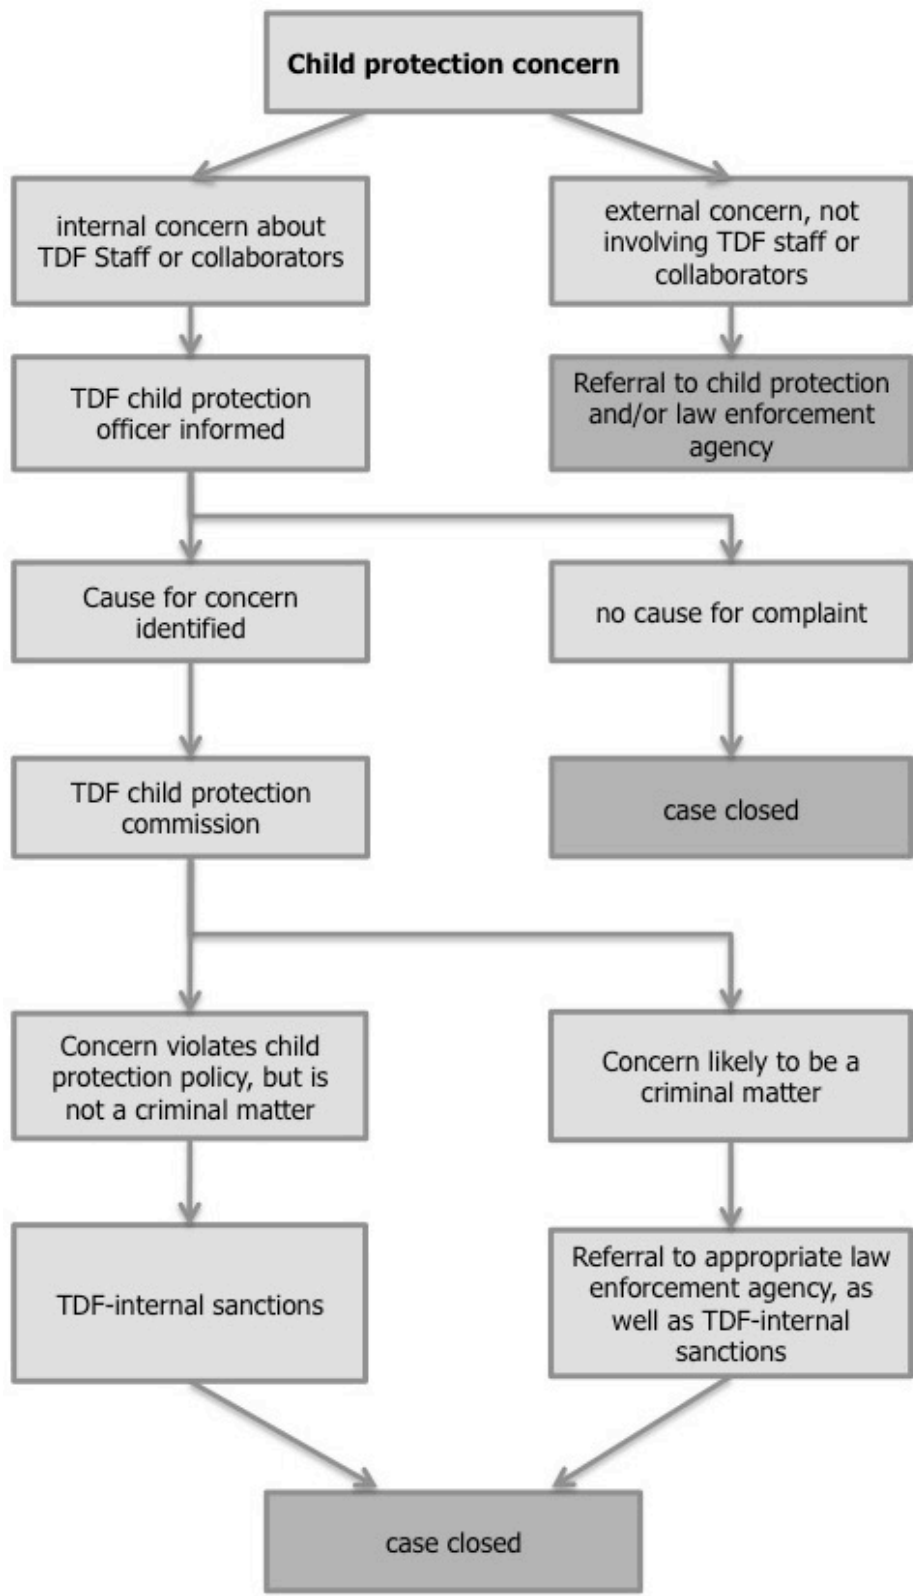 Child protection concern
internal concern about
TDF Staff or collaborators
external concern, not
involving TDF staff or
collaborators
TDF child protection
officer informed
Referral to child protection
and/or law enforcement
agency
Cause for concern
identified
no cause for complaint
TDF child protection
commission
case closed
Concern violates child
protection policy, but is
not a criminal matter
Concern likely to be a
criminal matter
TDF-internal sanctions
Referral to appropriate law
enforcement agency, as
well as TDF-internal
sanctions
case closed